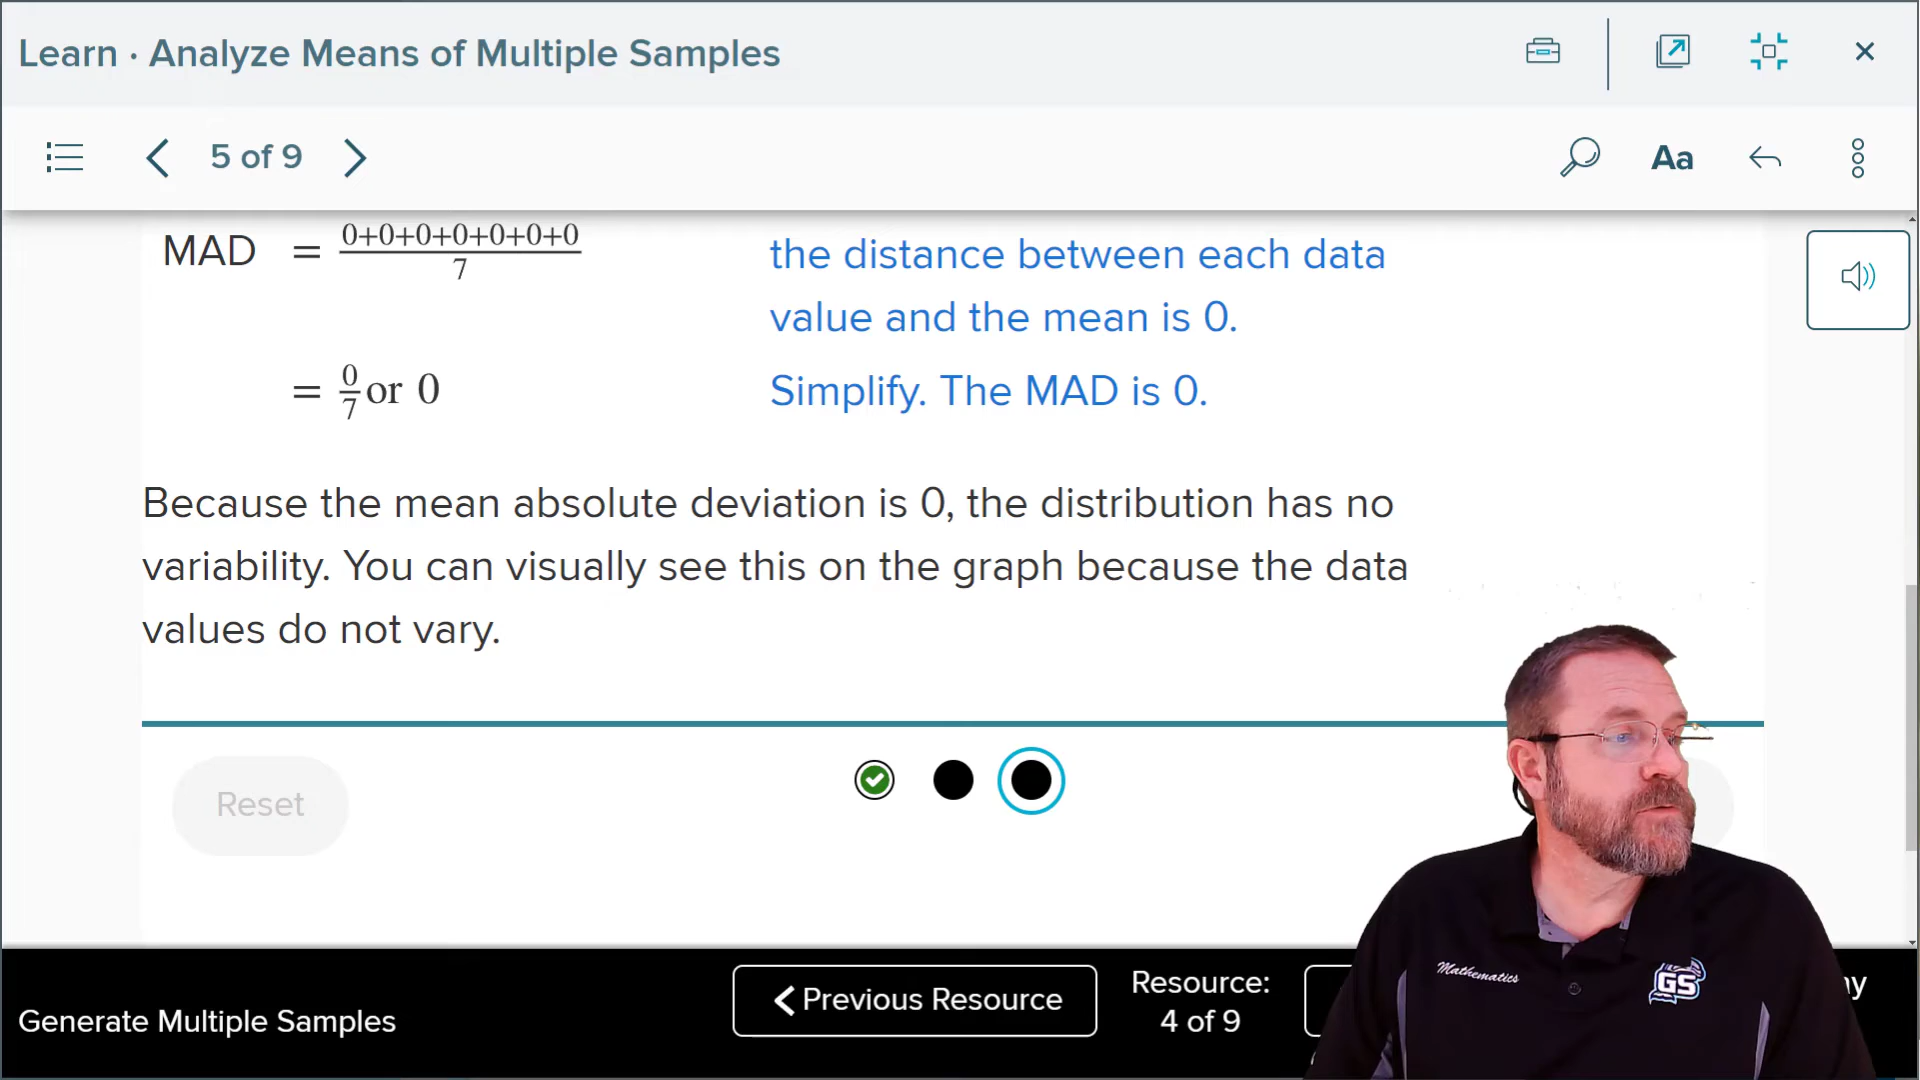 Learn · Analyze Means of Multiple Samples
5 of 9
Aa
MAD = 0+0+0+0+0+0+0/7
the distance between each data
value and the mean is 0.
= 0/7 or 0
Simplify. The MAD is 0.
Because the mean absolute deviation is 0, the distribution has no
variability. You can visually see this on the graph because the data
values do not vary.
Reset
Mathematics
GS
Generate Multiple Samples
Previous Resource
Resource:
4 of 9